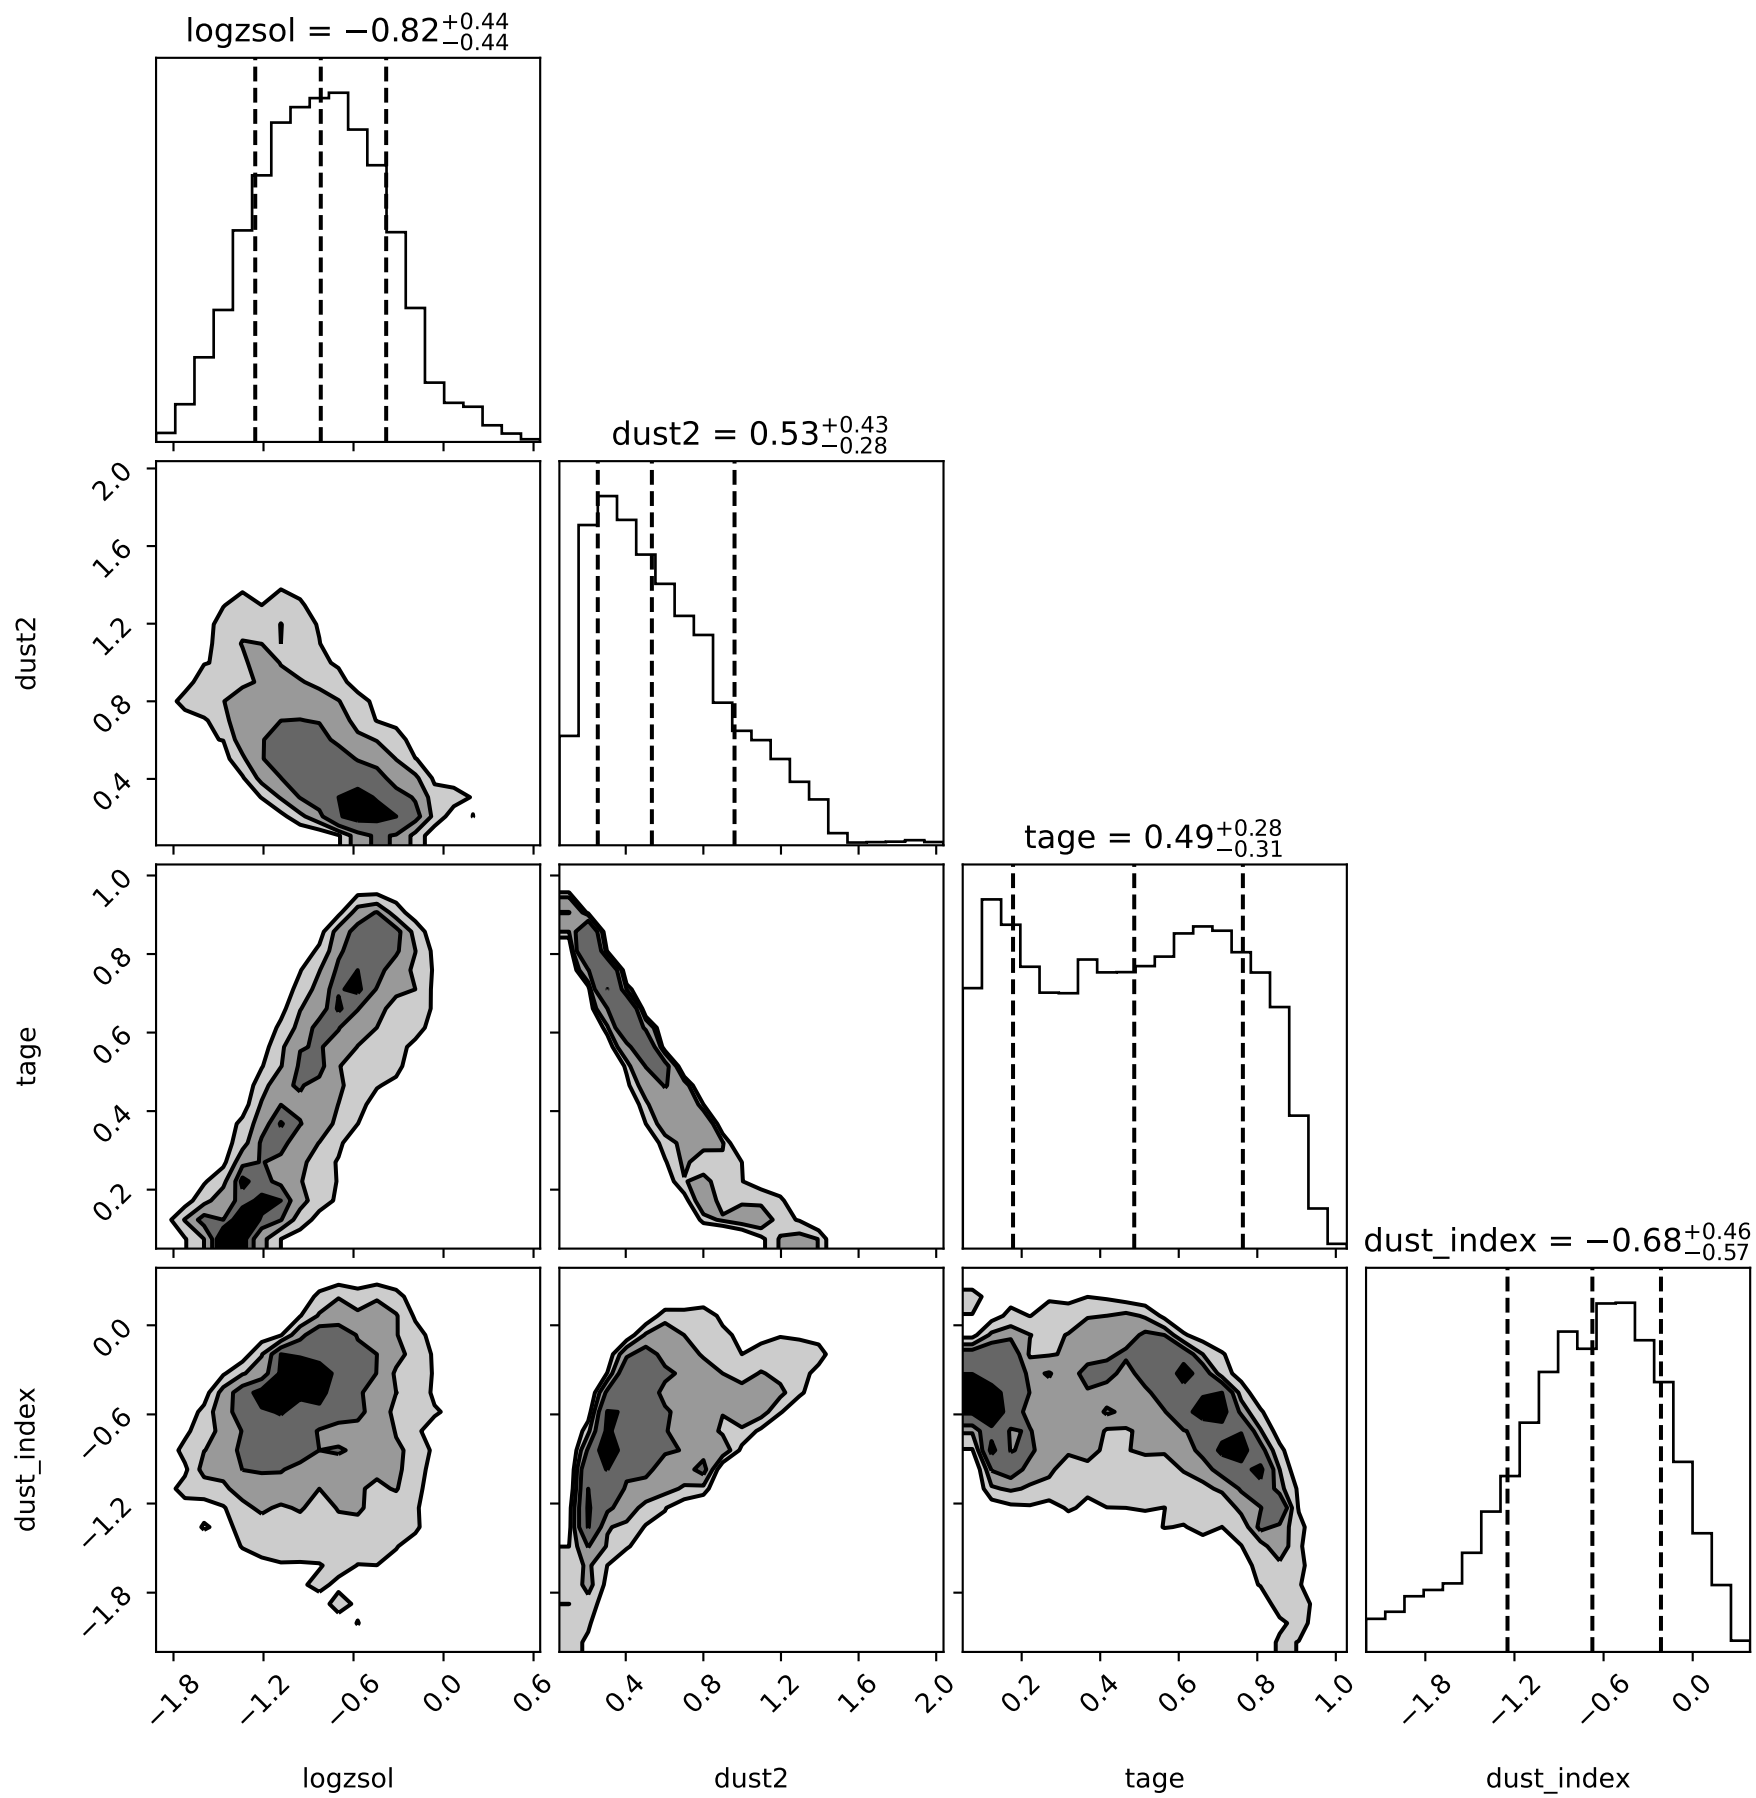 logzsol = −0.82+0.44−0.44
dust2 = 0.53+0.43−0.28
2.0
1.6
1.2
0.8
0.4
dust2
tage = 0.49+0.28−0.31
1.0
0.8
0.6
0.4
0.2
tage
dust_index = −0.68+0.46−0.57
0.0
−0.6
−1.2
−1.8
dust_index
−1.8 −1.2 −0.6 0.0 0.6 0.4 0.8 1.2 1.6 2.0 0.2 0.4 0.6 0.8 1.0 −1.8 −1.2 −0.6 0.0
logzsol dust2 tage dust_index